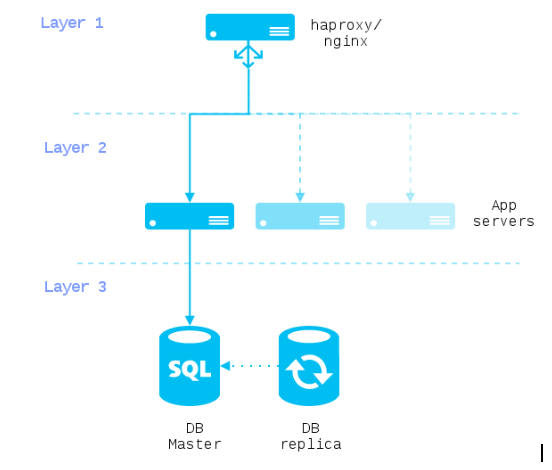 Layer 1
haproxy/
nginx
Layer 2
App
servers
Layer 3
SQL
DB
Master
DB
replica